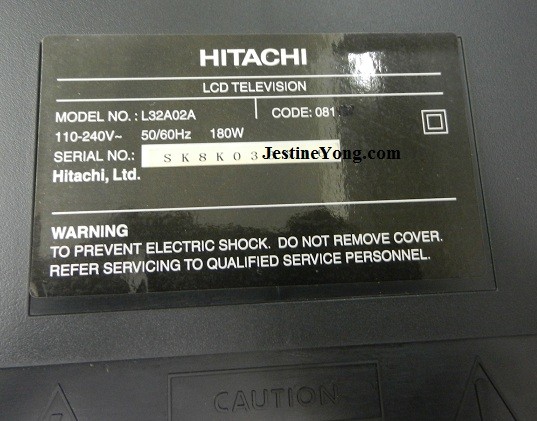 HITACHI
LCD TELEVISION
MODEL NO. : L32A02A CODE: 081
110-240V~ 50/60Hz 180W
SERIAL NO.: SK8K03 JestineYong.com
Hitachi, Ltd.
WARNING
TO PREVENT ELECTRIC SHOCK. DO NOT REMOVE COVER.
REFER SERVICING TO QUALIFIED SERVICE PERSONNEL.
CAUTION